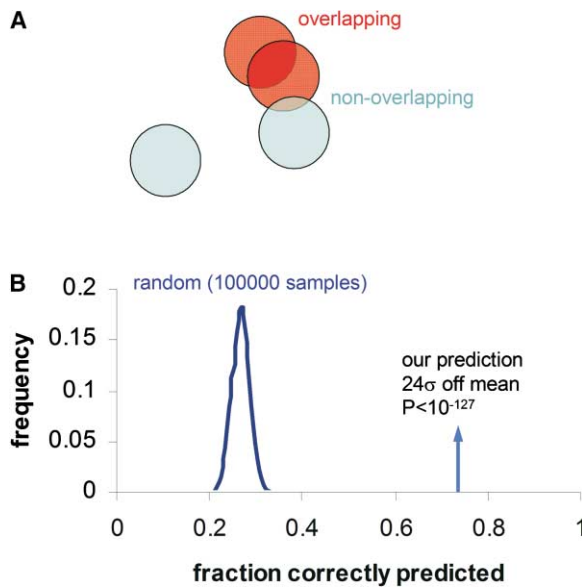 A
overlapping
non-overlapping
B
random (100000 samples)
0.2
0.15
0.1
0.05
0
frequency
our prediction
24σ off mean
P<10⁻¹²⁷
0 0.2 0.4 0.6 0.8 1
fraction correctly predicted